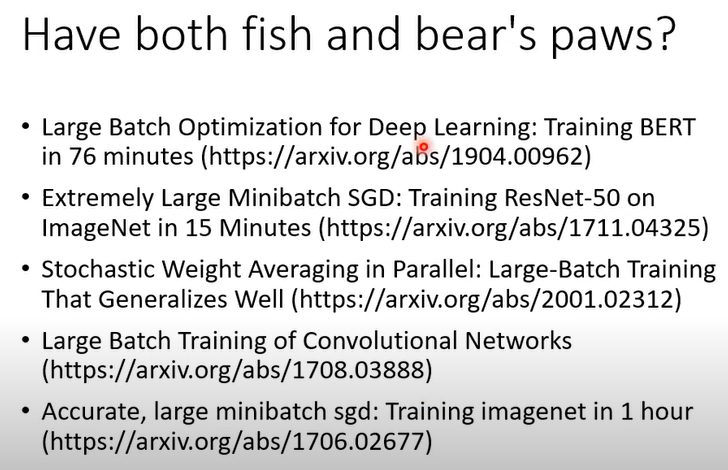 Have both fish and bear's paws?
• Large Batch Optimization for Deep Learning: Training BERT
in 76 minutes (https://arxiv.org/abs/1904.00962)
• Extremely Large Minibatch SGD: Training ResNet-50 on
ImageNet in 15 Minutes (https://arxiv.org/abs/1711.04325)
• Stochastic Weight Averaging in Parallel: Large-Batch Training
That Generalizes Well (https://arxiv.org/abs/2001.02312)
• Large Batch Training of Convolutional Networks
(https://arxiv.org/abs/1708.03888)
• Accurate, large minibatch sgd: Training imagenet in 1 hour
(https://arxiv.org/abs/1706.02677)